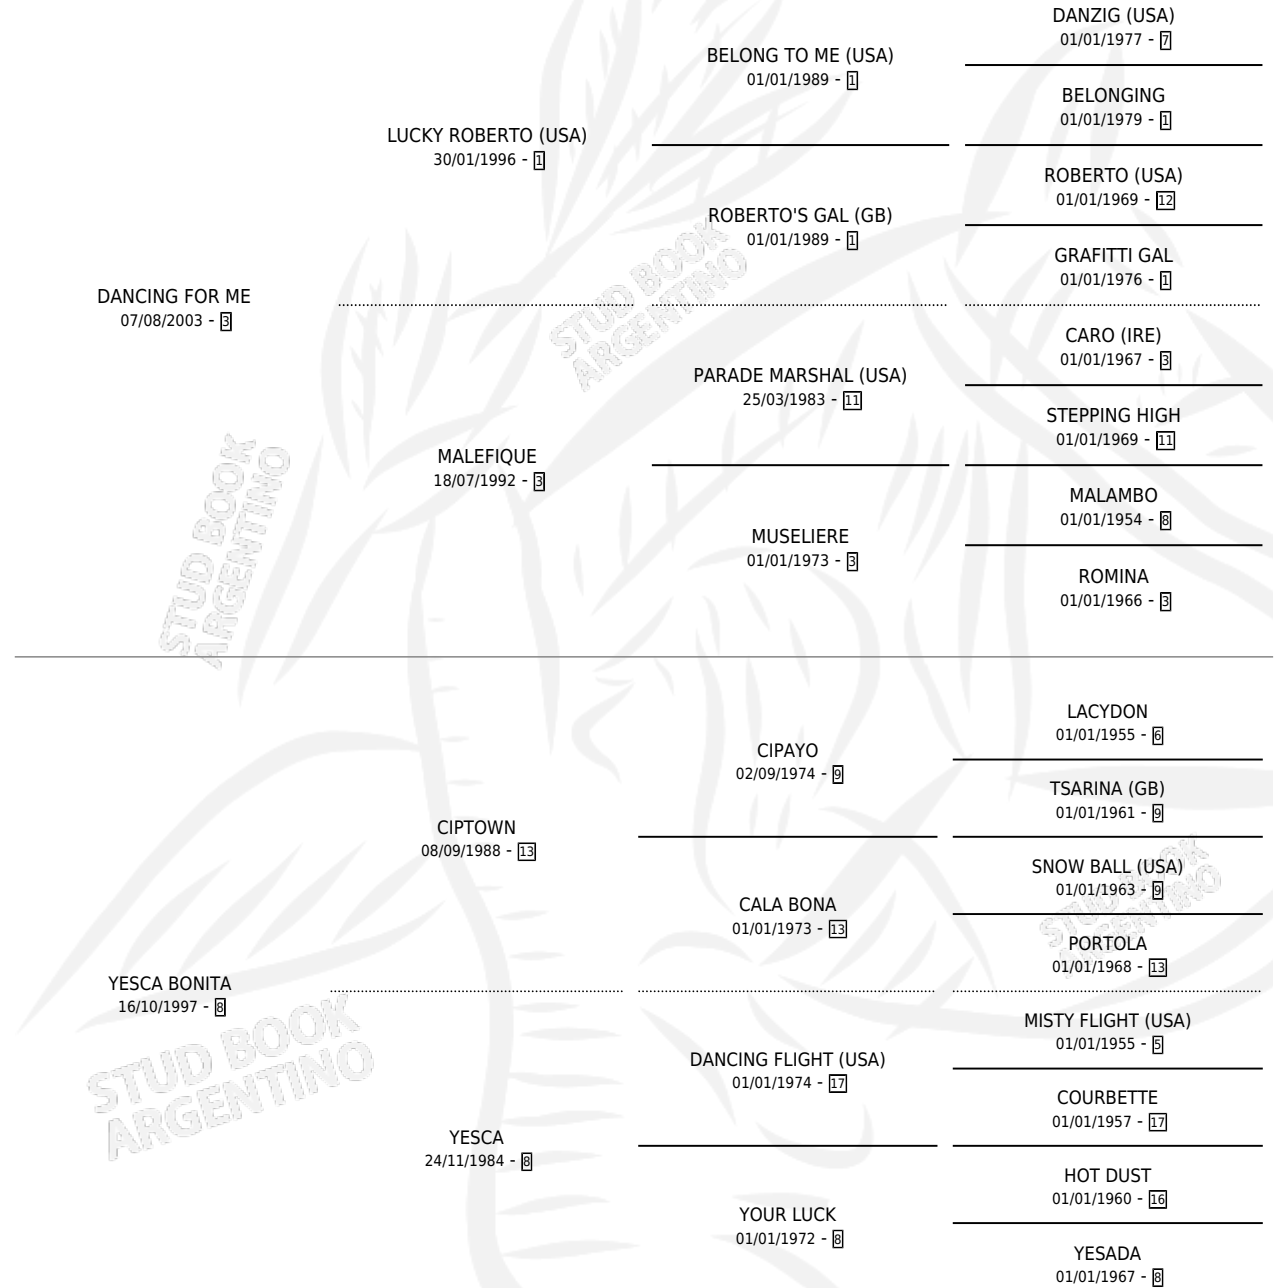 DANZIG (USA)
01/01/1977 - 7
BELONG TO ME (USA)
01/01/1989 - 1
BELONGING
01/01/1979 - 1
LUCKY ROBERTO (USA)
30/01/1996 - 1
ROBERTO (USA)
01/01/1969 - 12
ROBERTO'S GAL (GB)
01/01/1989 - 1
GRAFITTI GAL
01/01/1976 - 1
STUD BOOK
ARGENTINO
DANCING FOR ME
07/08/2003 - 3
CARO (IRE)
01/01/1967 - 3
PARADE MARSHAL (USA)
25/03/1983 - 11
STEPPING HIGH
01/01/1969 - 11
MALEFIQUE
18/07/1992 - 3
MALAMBO
01/01/1954 - 8
MUSELIERE
01/01/1973 - 3
ROMINA
01/01/1966 - 3
STUD BOOK
ARGENTINO
LACYDON
01/01/1955 - 6
CIPAYO
02/09/1974 - 9
TSARINA (GB)
01/01/1961 - 9
CIPTOWN
08/09/1988 - 13
SNOW BALL (USA)
01/01/1963 - 9
STUD BOOK
ARGENTINO
CALA BONA
01/01/1973 - 13
PORTOLA
01/01/1968 - 13
YESCA BONITA
16/10/1997 - 8
STUD BOOK
ARGENTINO
MISTY FLIGHT (USA)
01/01/1955 - 5
DANCING FLIGHT (USA)
01/01/1974 - 17
COURBETTE
01/01/1957 - 17
YESCA
24/11/1984 - 8
HOT DUST
01/01/1960 - 16
YOUR LUCK
01/01/1972 - 8
YESADA
01/01/1967 - 8